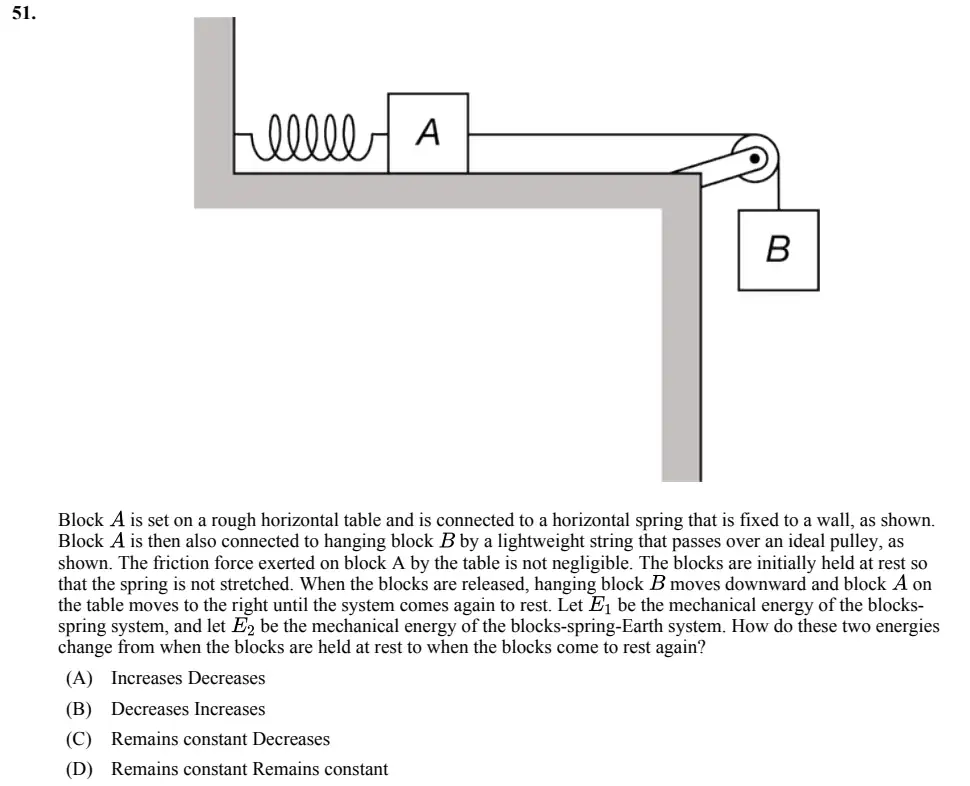 51.
A
B
Block A is set on a rough horizontal table and is connected to a horizontal spring that is fixed to a wall, as shown.
Block A is then also connected to hanging block B by a lightweight string that passes over an ideal pulley, as
shown. The friction force exerted on block A by the table is not negligible. The blocks are initially held at rest so
that the spring is not stretched. When the blocks are released, hanging block B moves downward and block A on
the table moves to the right until the system comes again to rest. Let E₁ be the mechanical energy of the blocks-
spring system, and let E₂ be the mechanical energy of the blocks-spring-Earth system. How do these two energies
change from when the blocks are held at rest to when the blocks come to rest again?
(A) Increases Decreases
(B) Decreases Increases
(C) Remains constant Decreases
(D) Remains constant Remains constant